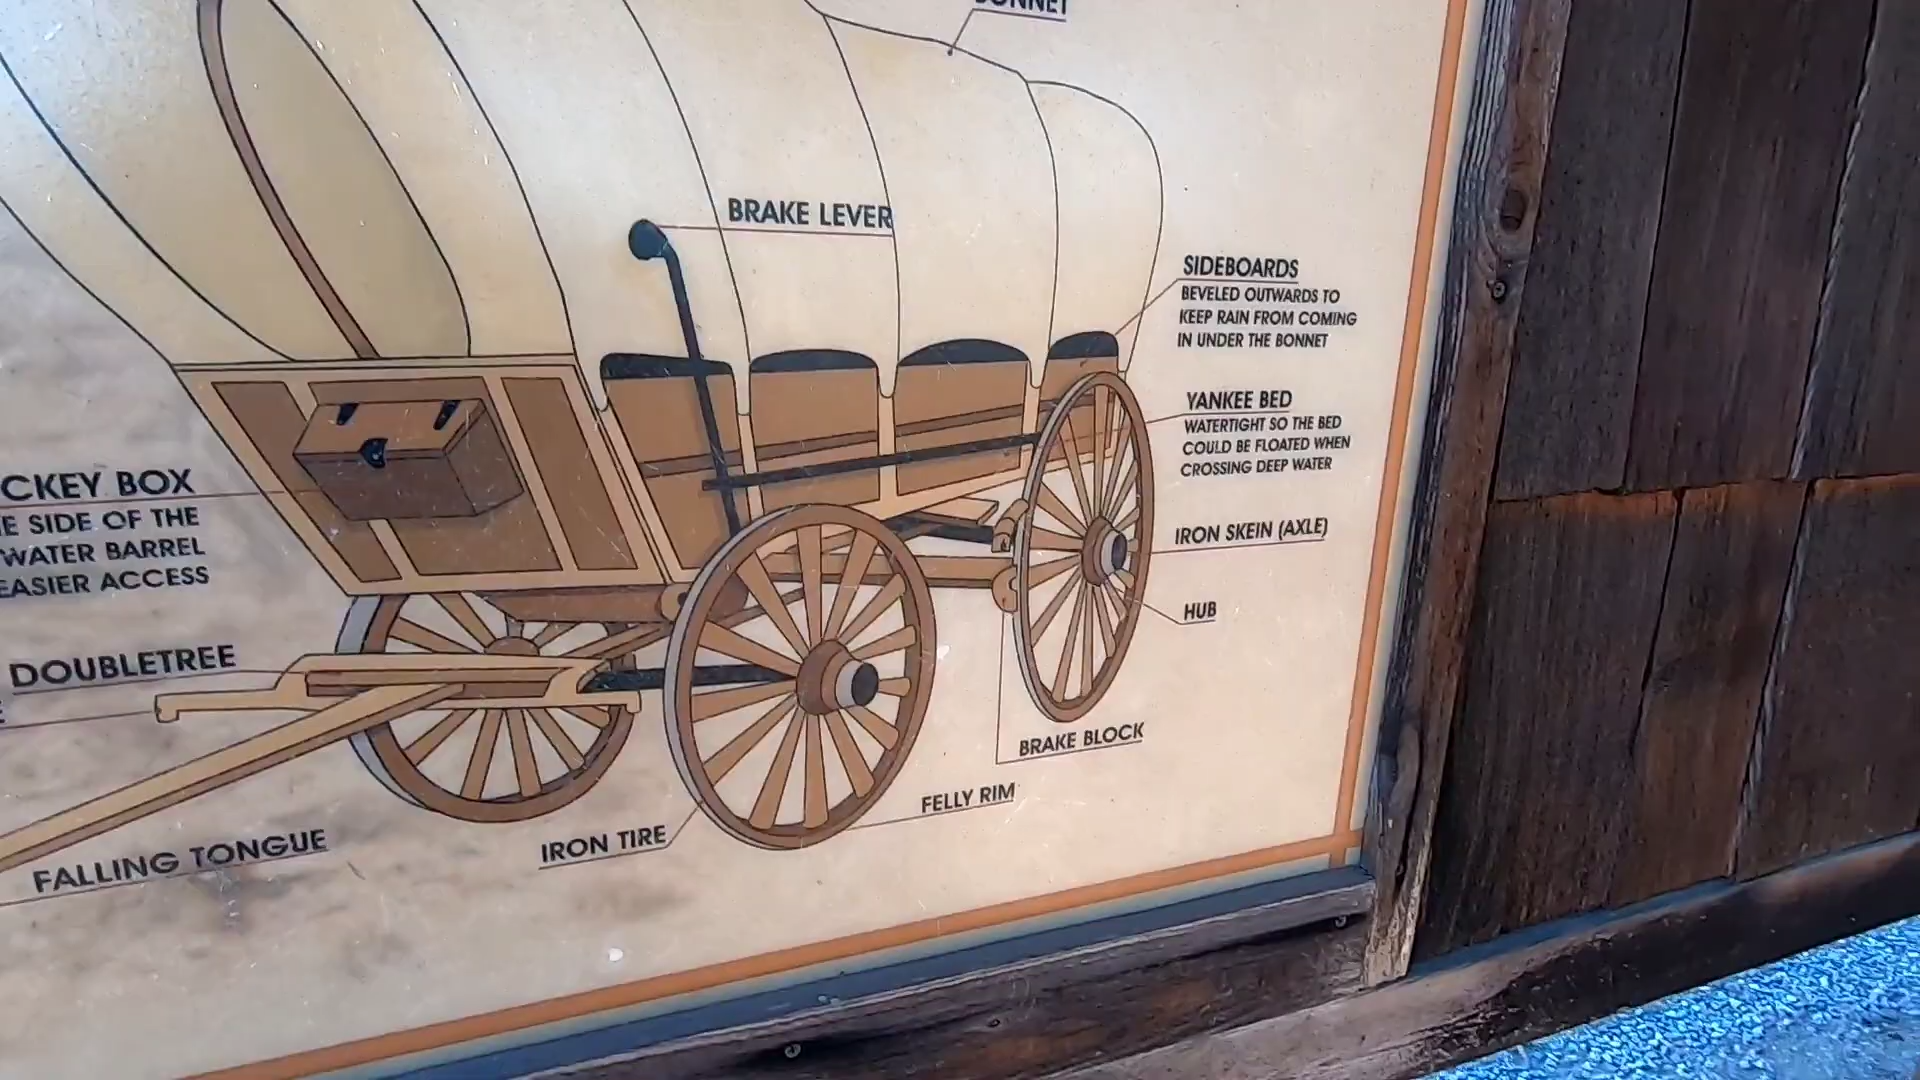 BONNET
BRAKE LEVER
SIDEBOARDS
BEVELED OUTWARDS TO
KEEP RAIN FROM COMING
IN UNDER THE BONNET
YANKEE BED
WATERTIGHT SO THE BED
COULD BE FLOATED WHEN
CROSSING DEEP WATER
IRON SKEIN (AXLE)
HUB
BRAKE BLOCK
FELLY RIM
IRON TIRE
CKEY BOX
E SIDE OF THE
WATER BARREL
EASIER ACCESS
DOUBLETREE
E
FALLING TONGUE